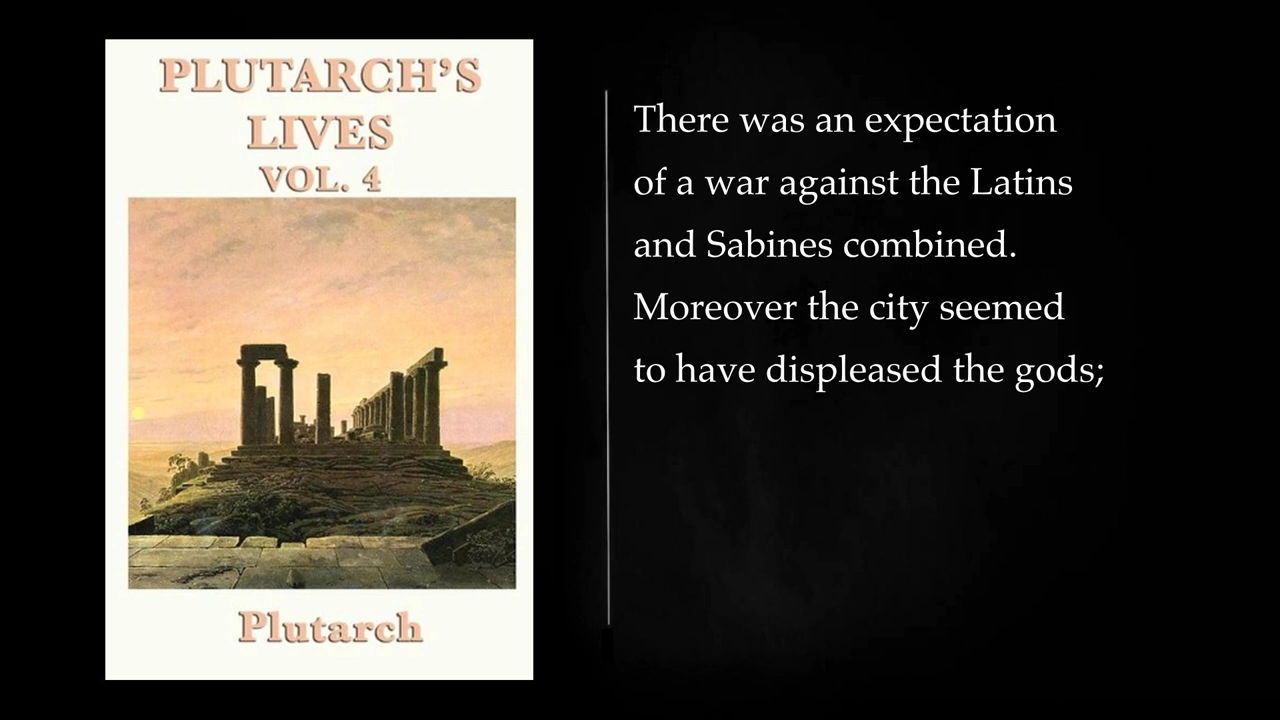 PLUTARCH'S
LIVES
VOL. 4
Plutarch
There was an expectation
of a war against the Latins
and Sabines combined.
Moreover the city seemed
to have displeased the gods;